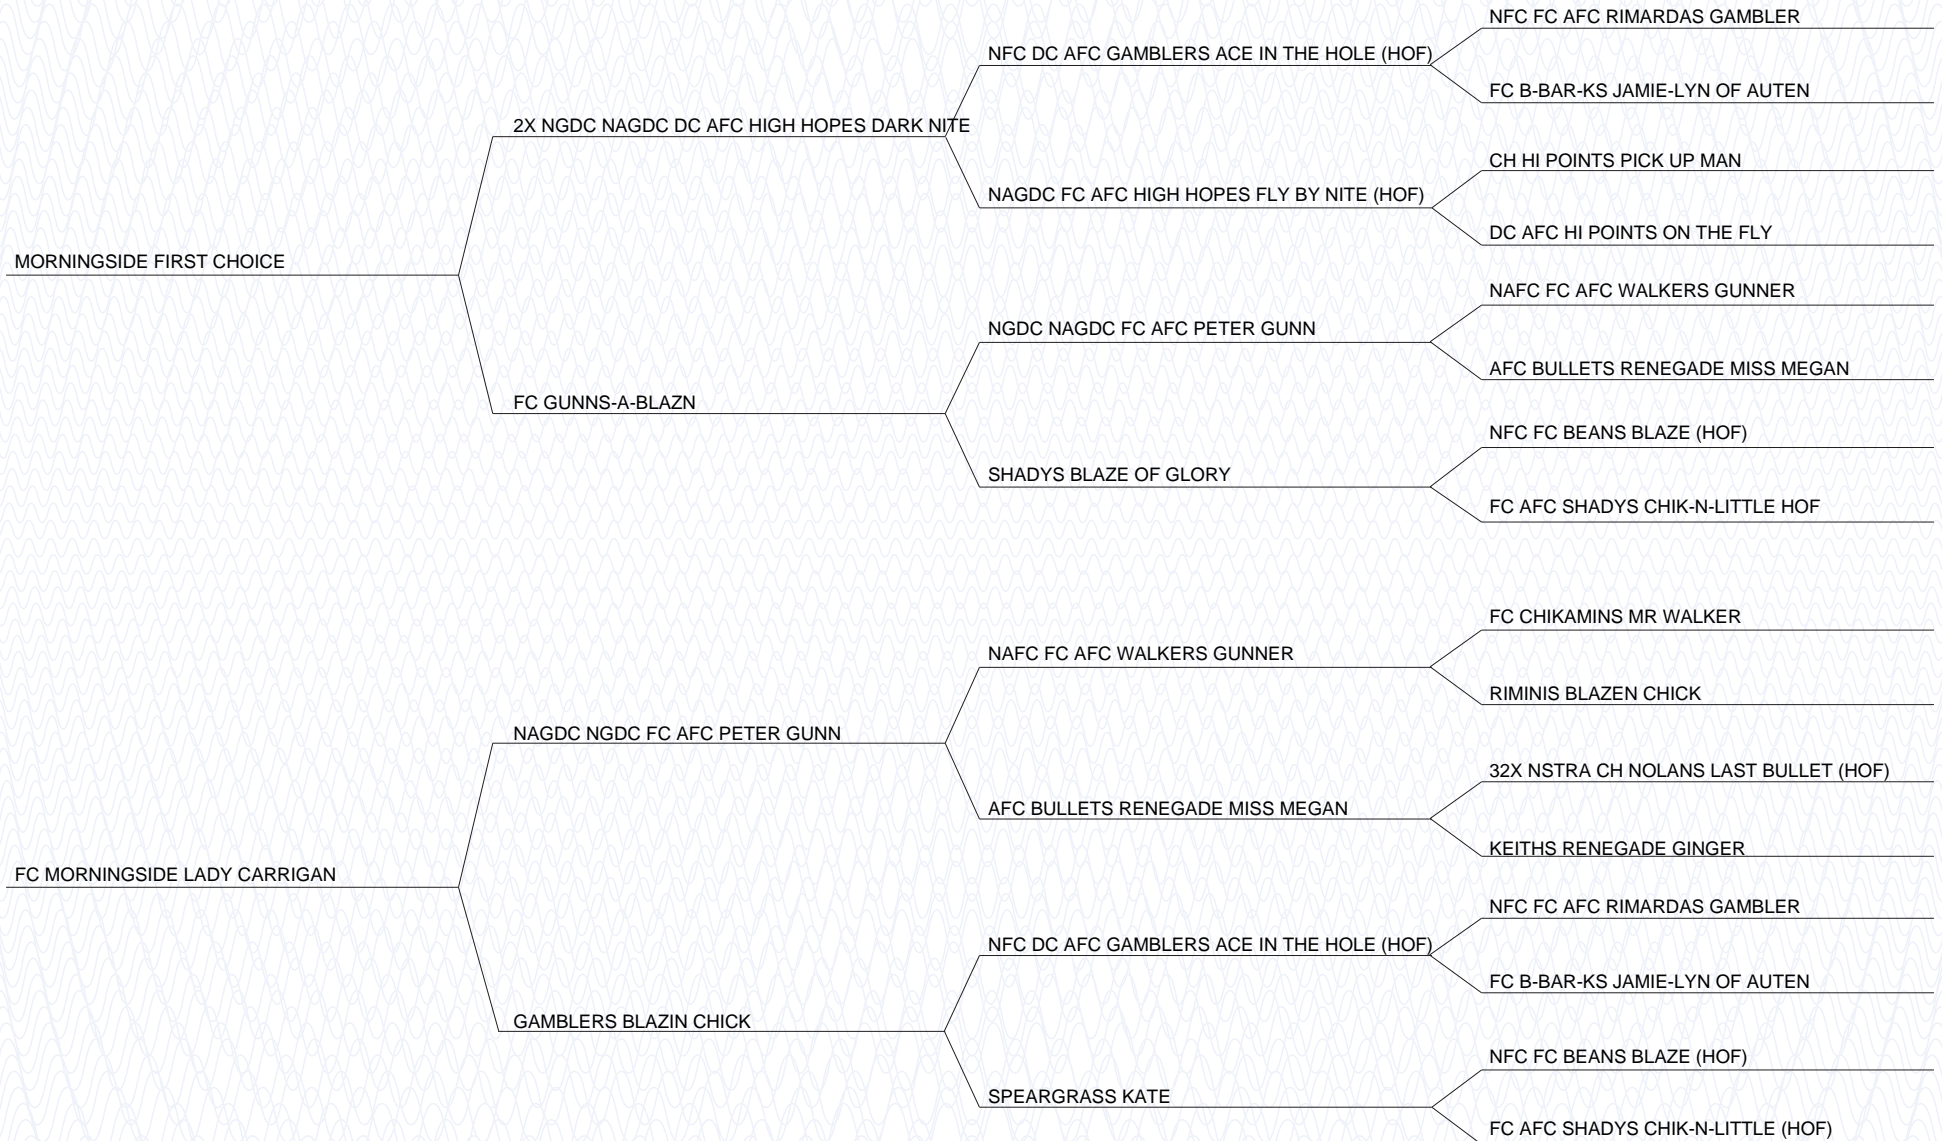 NFC FC AFC RIMARDAS GAMBLER
NFC DC AFC GAMBLERS ACE IN THE HOLE (HOF)
FC B-BAR-KS JAMIE-LYN OF AUTEN
2X NGDC NAGDC DC AFC HIGH HOPES DARK NITE
CH HI POINTS PICK UP MAN
NAGDC FC AFC HIGH HOPES FLY BY NITE (HOF)
DC AFC HI POINTS ON THE FLY
MORNINGSIDE FIRST CHOICE
NAFC FC AFC WALKERS GUNNER
NGDC NAGDC FC AFC PETER GUNN
AFC BULLETS RENEGADE MISS MEGAN
FC GUNNS-A-BLAZN
NFC FC BEANS BLAZE (HOF)
SHADYS BLAZE OF GLORY
FC AFC SHADYS CHIK-N-LITTLE HOF
FC CHIKAMINS MR WALKER
NAFC FC AFC WALKERS GUNNER
RIMINIS BLAZEN CHICK
NAGDC NGDC FC AFC PETER GUNN
32X NSTRA CH NOLANS LAST BULLET (HOF)
AFC BULLETS RENEGADE MISS MEGAN
KEITHS RENEGADE GINGER
FC MORNINGSIDE LADY CARRIGAN
NFC FC AFC RIMARDAS GAMBLER
NFC DC AFC GAMBLERS ACE IN THE HOLE (HOF)
FC B-BAR-KS JAMIE-LYN OF AUTEN
GAMBLERS BLAZIN CHICK
NFC FC BEANS BLAZE (HOF)
SPEARGRASS KATE
FC AFC SHADYS CHIK-N-LITTLE (HOF)